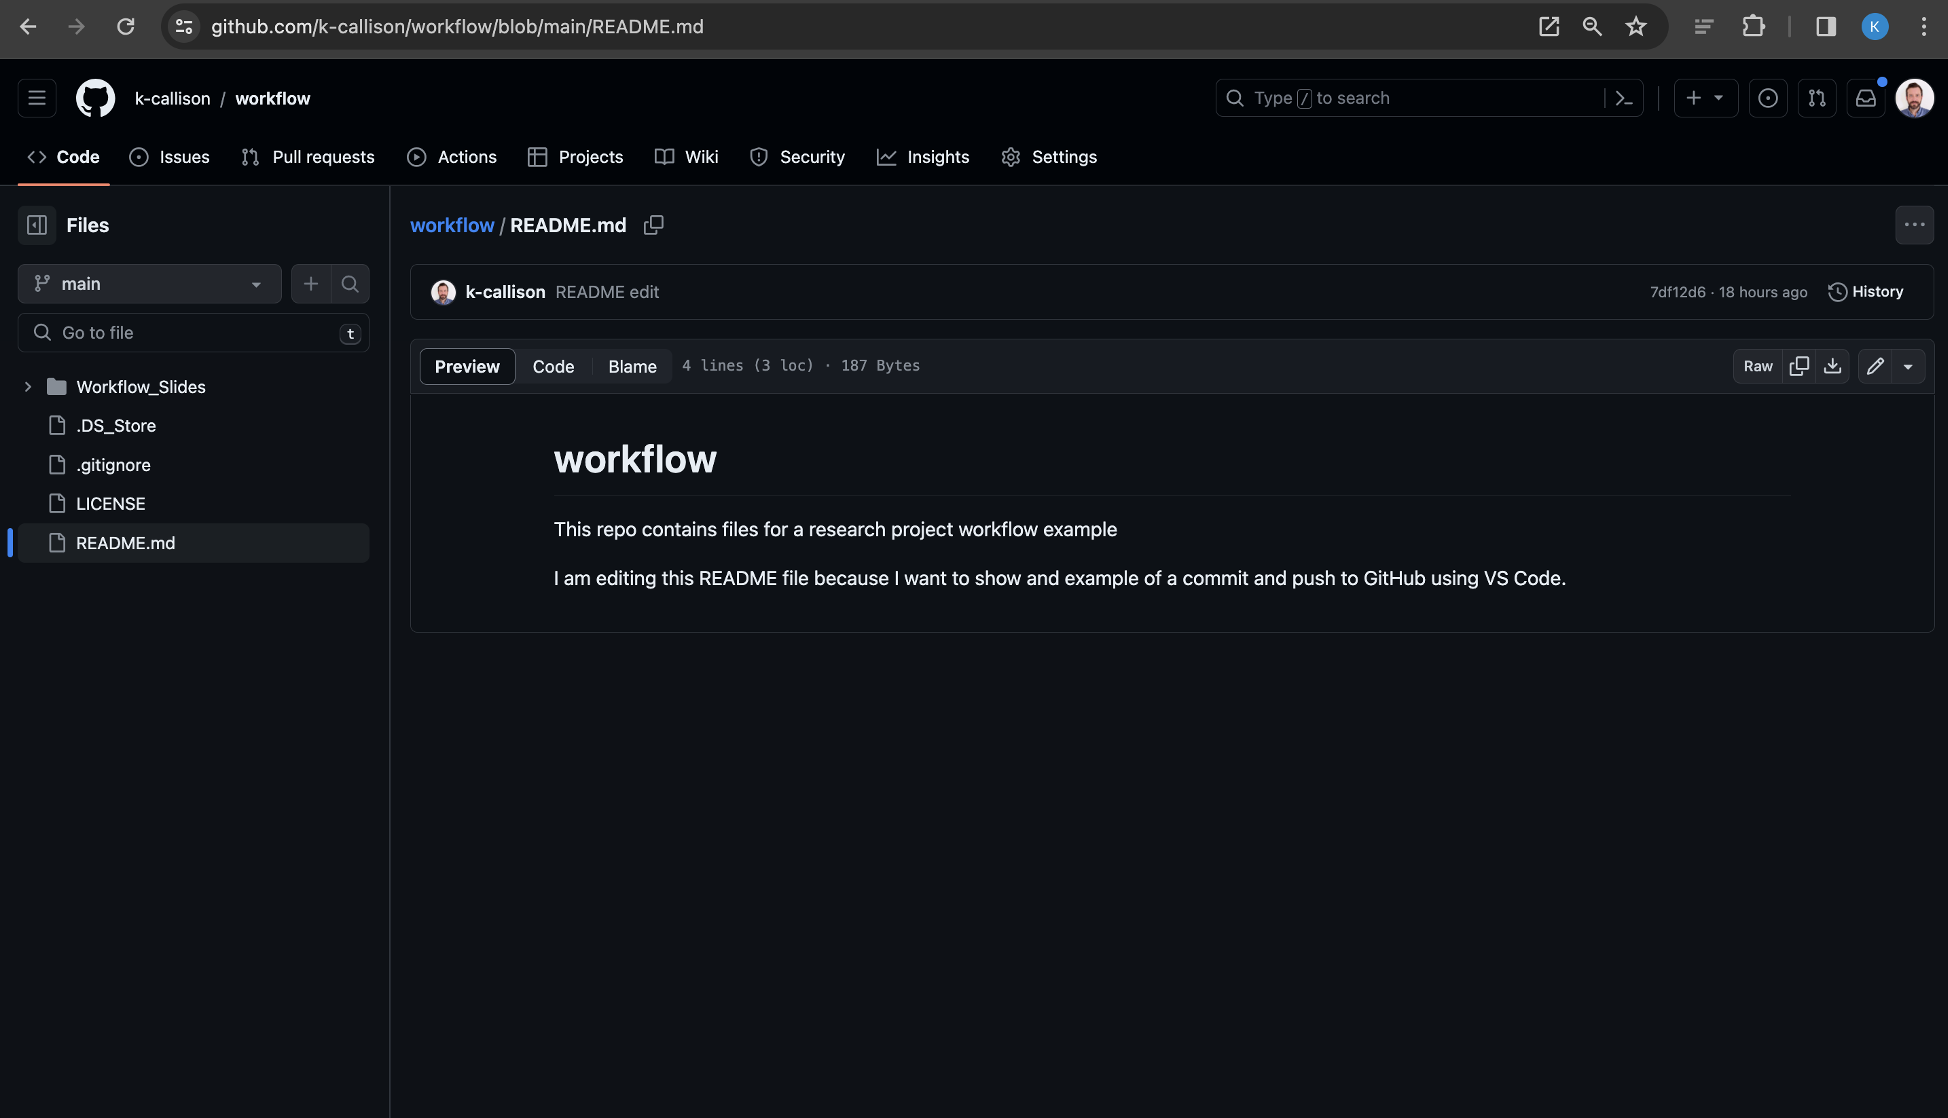 github.com/k-callison/workflow/blob/main/README.md
K
k-callison / workflow
Type / to search
Code Issues Pull requests Actions Projects Wiki Security Insights Settings
Files
main
Go to file t
Workflow_Slides
.DS_Store
.gitignore
LICENSE
README.md
workflow / README.md
k-callison README edit 7df12d6 · 18 hours ago History
Preview Code Blame 4 lines (3 loc) · 187 Bytes Raw
workflow
This repo contains files for a research project workflow example
I am editing this README file because I want to show and example of a commit and push to GitHub using VS Code.